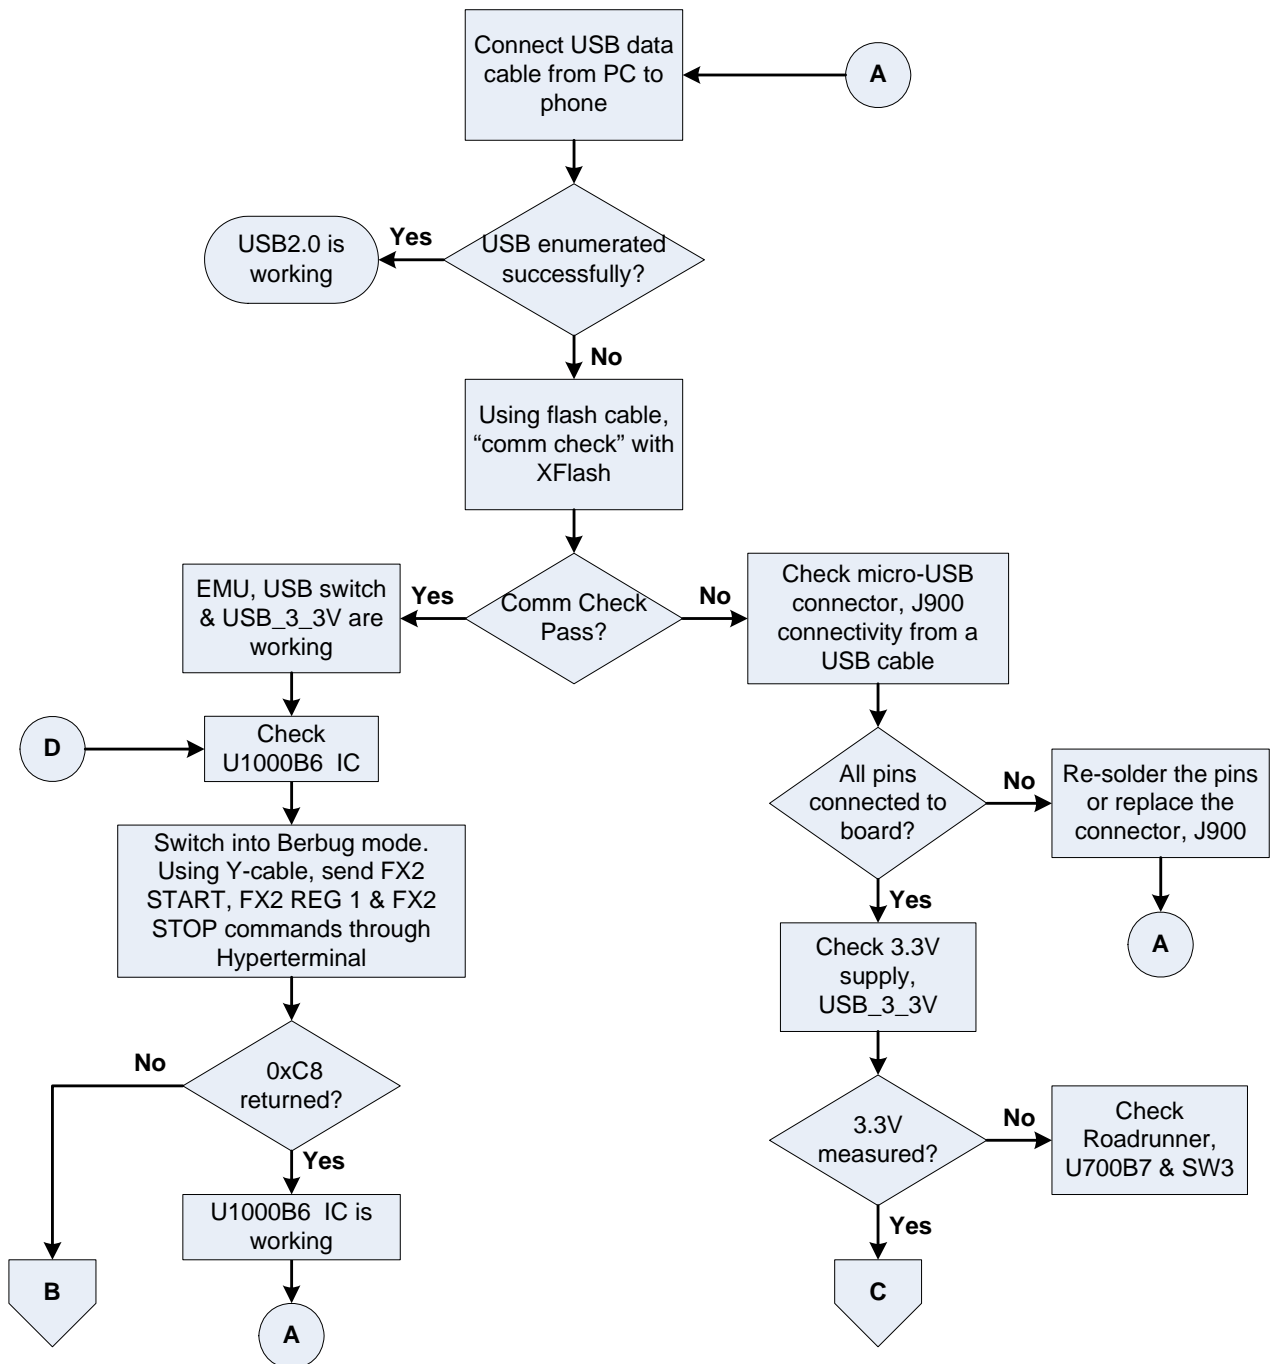 Connect USB data
cable from PC to
phone
A
USB enumerated
successfully?
Yes
USB2.0 is
working
No
Using flash cable,
“comm check” with
XFlash
Comm Check
Pass?
Yes
EMU, USB switch
& USB_3_3V are
working
No
Check micro-USB
connector, J900
connectivity from a
USB cable
D
Check
U1000B6 IC
Switch into Berbug mode.
Using Y-cable, send FX2
START, FX2 REG 1 & FX2
STOP commands through
Hyperterminal
0xC8
returned?
No
B
Yes
U1000B6 IC is
working
A
All pins
connected to
board?
No
Re-solder the pins
or replace the
connector, J900
A
Yes
Check 3.3V
supply,
USB_3_3V
3.3V
measured?
No
Check
Roadrunner,
U700B7 & SW3
Yes
C